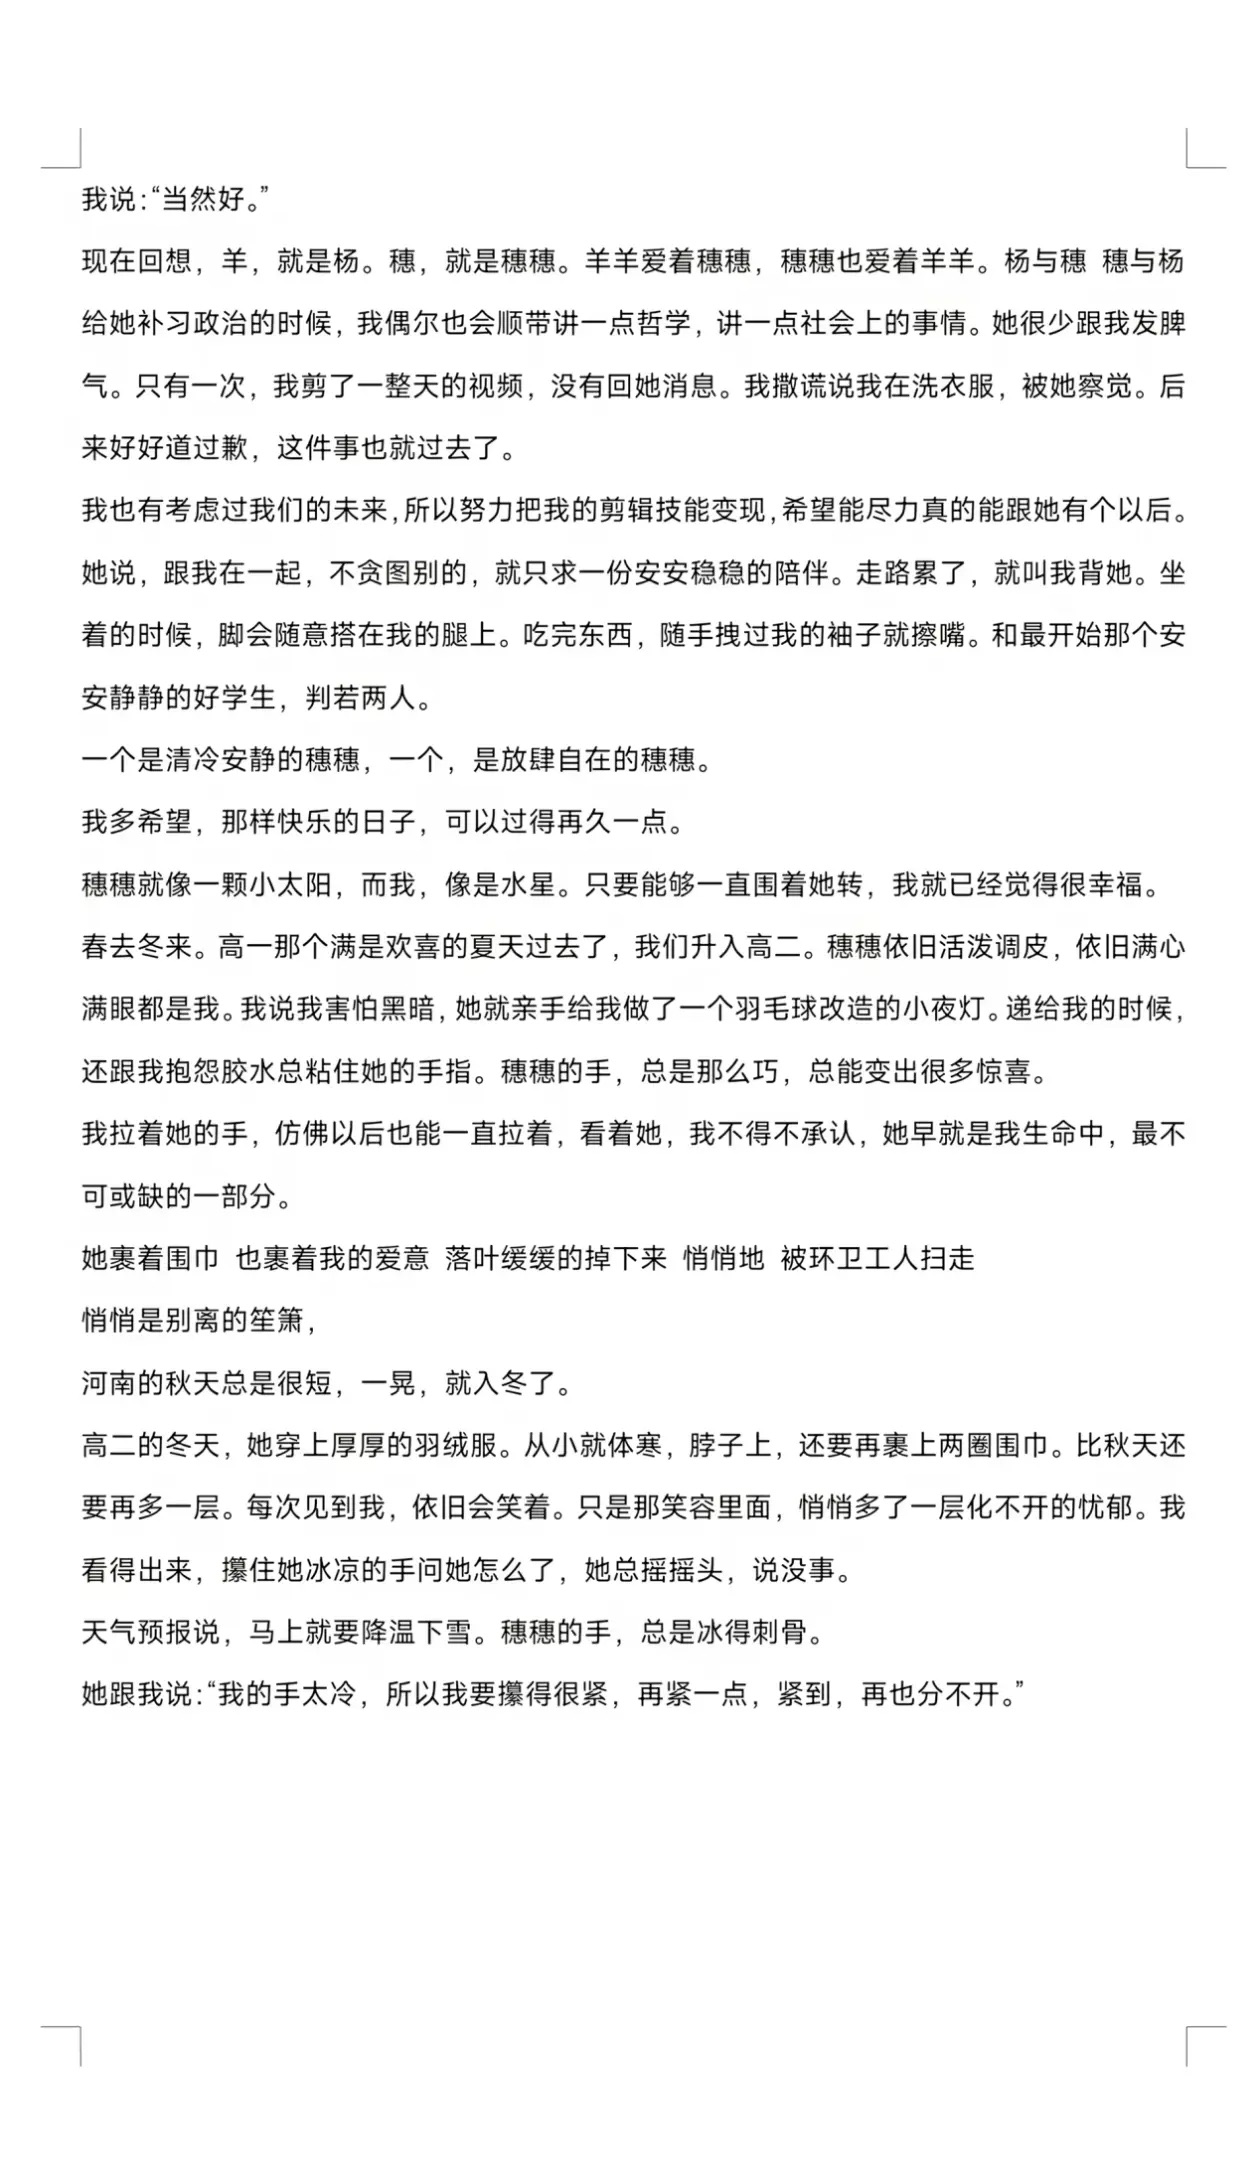 我说：“当然好。”
现在回想，羊，就是杨。穗，就是穗穗。羊羊爱着穗穗，穗穗也爱着羊羊。杨与穗 穗与杨
给她补习政治的时候，我偶尔也会顺带讲一点哲学，讲一点社会上的事情。她很少跟我发脾
气。只有一次，我剪了一整天的视频，没有回她消息。我撒谎说我在洗衣服，被她察觉。后
来好好道过歉，这件事也就过去了。
我也有考虑过我们的未来，所以努力把我的剪辑技能变现，希望能尽力真的能跟她有个以后。
她说，跟我在一起，不贪图别的，就只求一份安安稳稳的陪伴。走路累了，就叫我背她。坐
着的时候，脚会随意搭在我的腿上。吃完东西，随手拽过我的袖子就擦嘴。和最开始那个安
安静静的好学生，判若两人。
一个是清冷安静的穗穗，一个，是放肆自在的穗穗。
我多希望，那样快乐的日子，可以过得再久一点。
穗穗就像一颗小太阳，而我，像是水星。只要能够一直围着她转，我就已经觉得很幸福。
春去冬来。高一那个满是欢喜的夏天过去了，我们升入高二。穗穗依旧活泼调皮，依旧满心
满眼都是我。我说我害怕黑暗，她就亲手给我做了一个羽毛球改造的小夜灯。递给我的时候，
还跟我抱怨胶水总粘住她的手指。穗穗的手，总是那么巧，总能变出很多惊喜。
我拉着她的手，仿佛以后也能一直拉着，看着她，我不得不承认，她早就是我生命中，最不
可或缺的一部分。
她裹着围巾 也裹着我的爱意 落叶缓缓的掉下来 悄悄地 被环卫工人扫走
悄悄是别离的笙箫，
河南的秋天总是很短，一晃，就入冬了。
高二的冬天，她穿上厚厚的羽绒服。从小就体寒，脖子上，还要再裹上两圈围巾。比秋天还
要再多一层。每次见到我，依旧会笑着。只是那笑容里面，悄悄多了一层化不开的忧郁。我
看得出来，攥住她冰凉的手问她怎么了，她总摇摇头，说没事。
天气预报说，马上就要降温下雪。穗穗的手，总是冰得刺骨。
她跟我说：“我的手太冷，所以我要攥得很紧，再紧一点，紧到，再也分不开。”